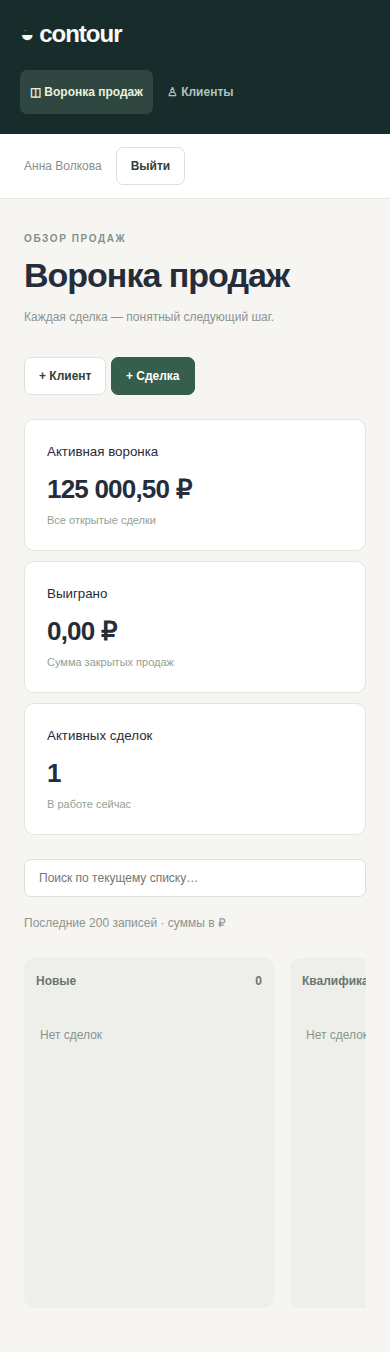 contour
Воронка продаж
Клиенты
Анна Волкова
Выйти
ОБЗОР ПРОДАЖ
Воронка продаж
Каждая сделка — понятный следующий шаг.
+ Клиент
+ Сделка
Активная воронка
125 000,50 ₽
Все открытые сделки
Выиграно
0,00 ₽
Сумма закрытых продаж
Активных сделок
1
В работе сейчас
Поиск по текущему списку…
Последние 200 записей · суммы в ₽
Новые 0
Нет сделок
Квалифика
Нет сделок